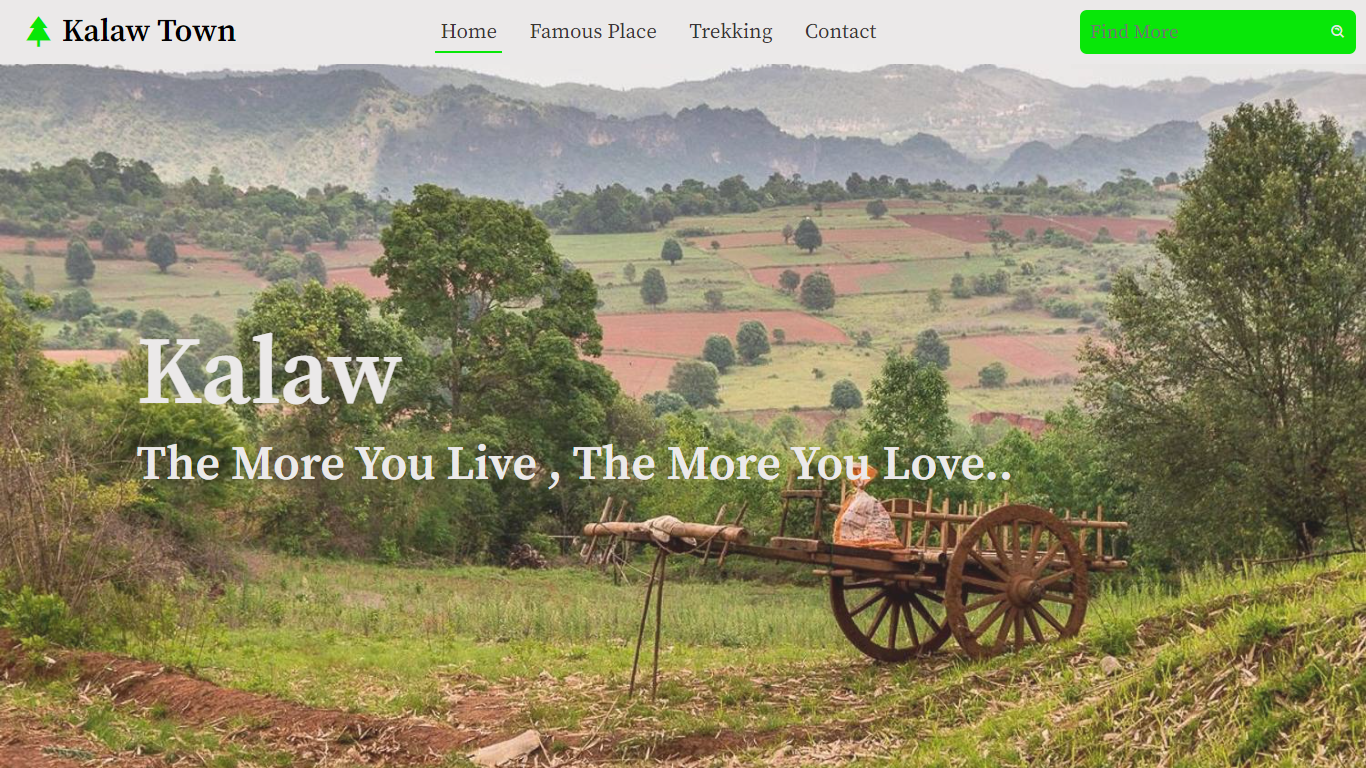 Kalaw Town
Home Famous Place Trekking Contact
Find More
Kalaw
The More You Live , The More You Love..